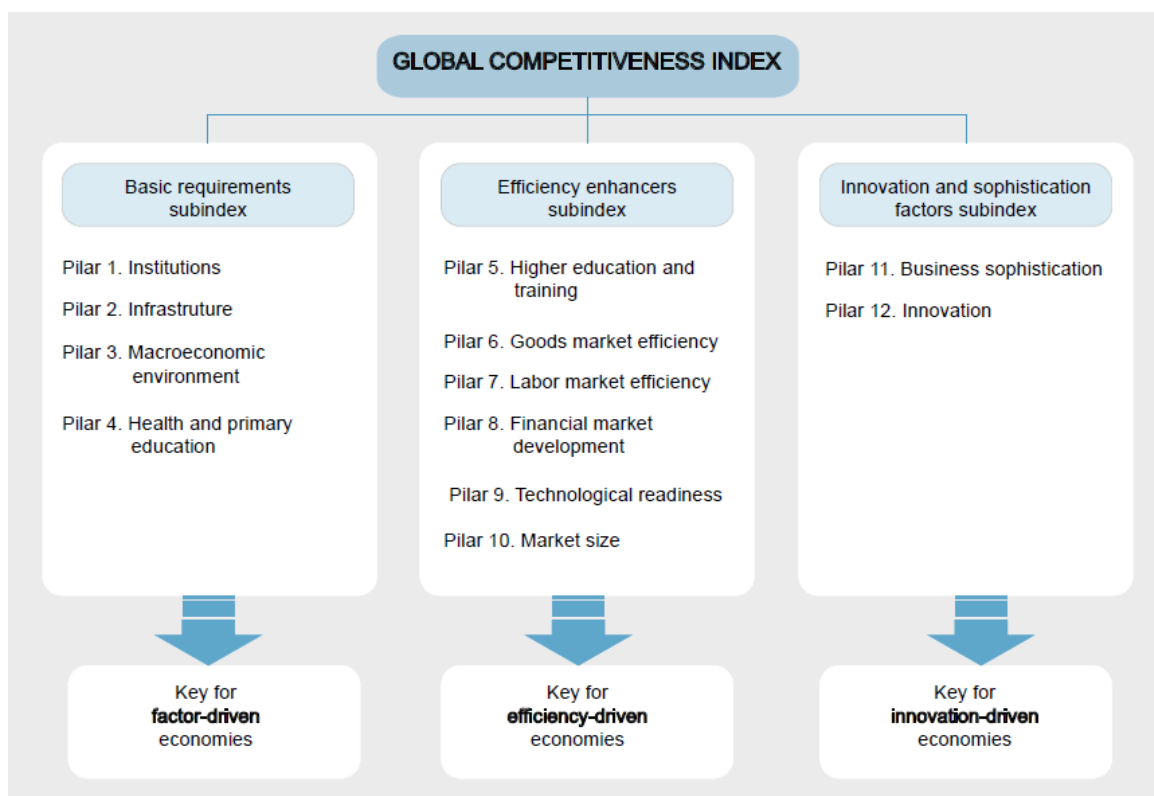 GLOBAL COMPETITIVENESS INDEX
Basic requirements
subindex
Pilar 1. Institutions
Pilar 2. Infrastruture
Pilar 3. Macroeconomic
environment
Pilar 4. Health and primary
education
Key for
factor-driven
economies
Efficiency enhancers
subindex
Pilar 5. Higher education and
training
Pilar 6. Goods market efficiency
Pilar 7. Labor market efficiency
Pilar 8. Financial market
development
Pilar 9. Technological readiness
Pilar 10. Market size
Key for
efficiency-driven
economies
Innovation and sophistication
factors subindex
Pilar 11. Business sophistication
Pilar 12. Innovation
Key for
innovation-driven
economies